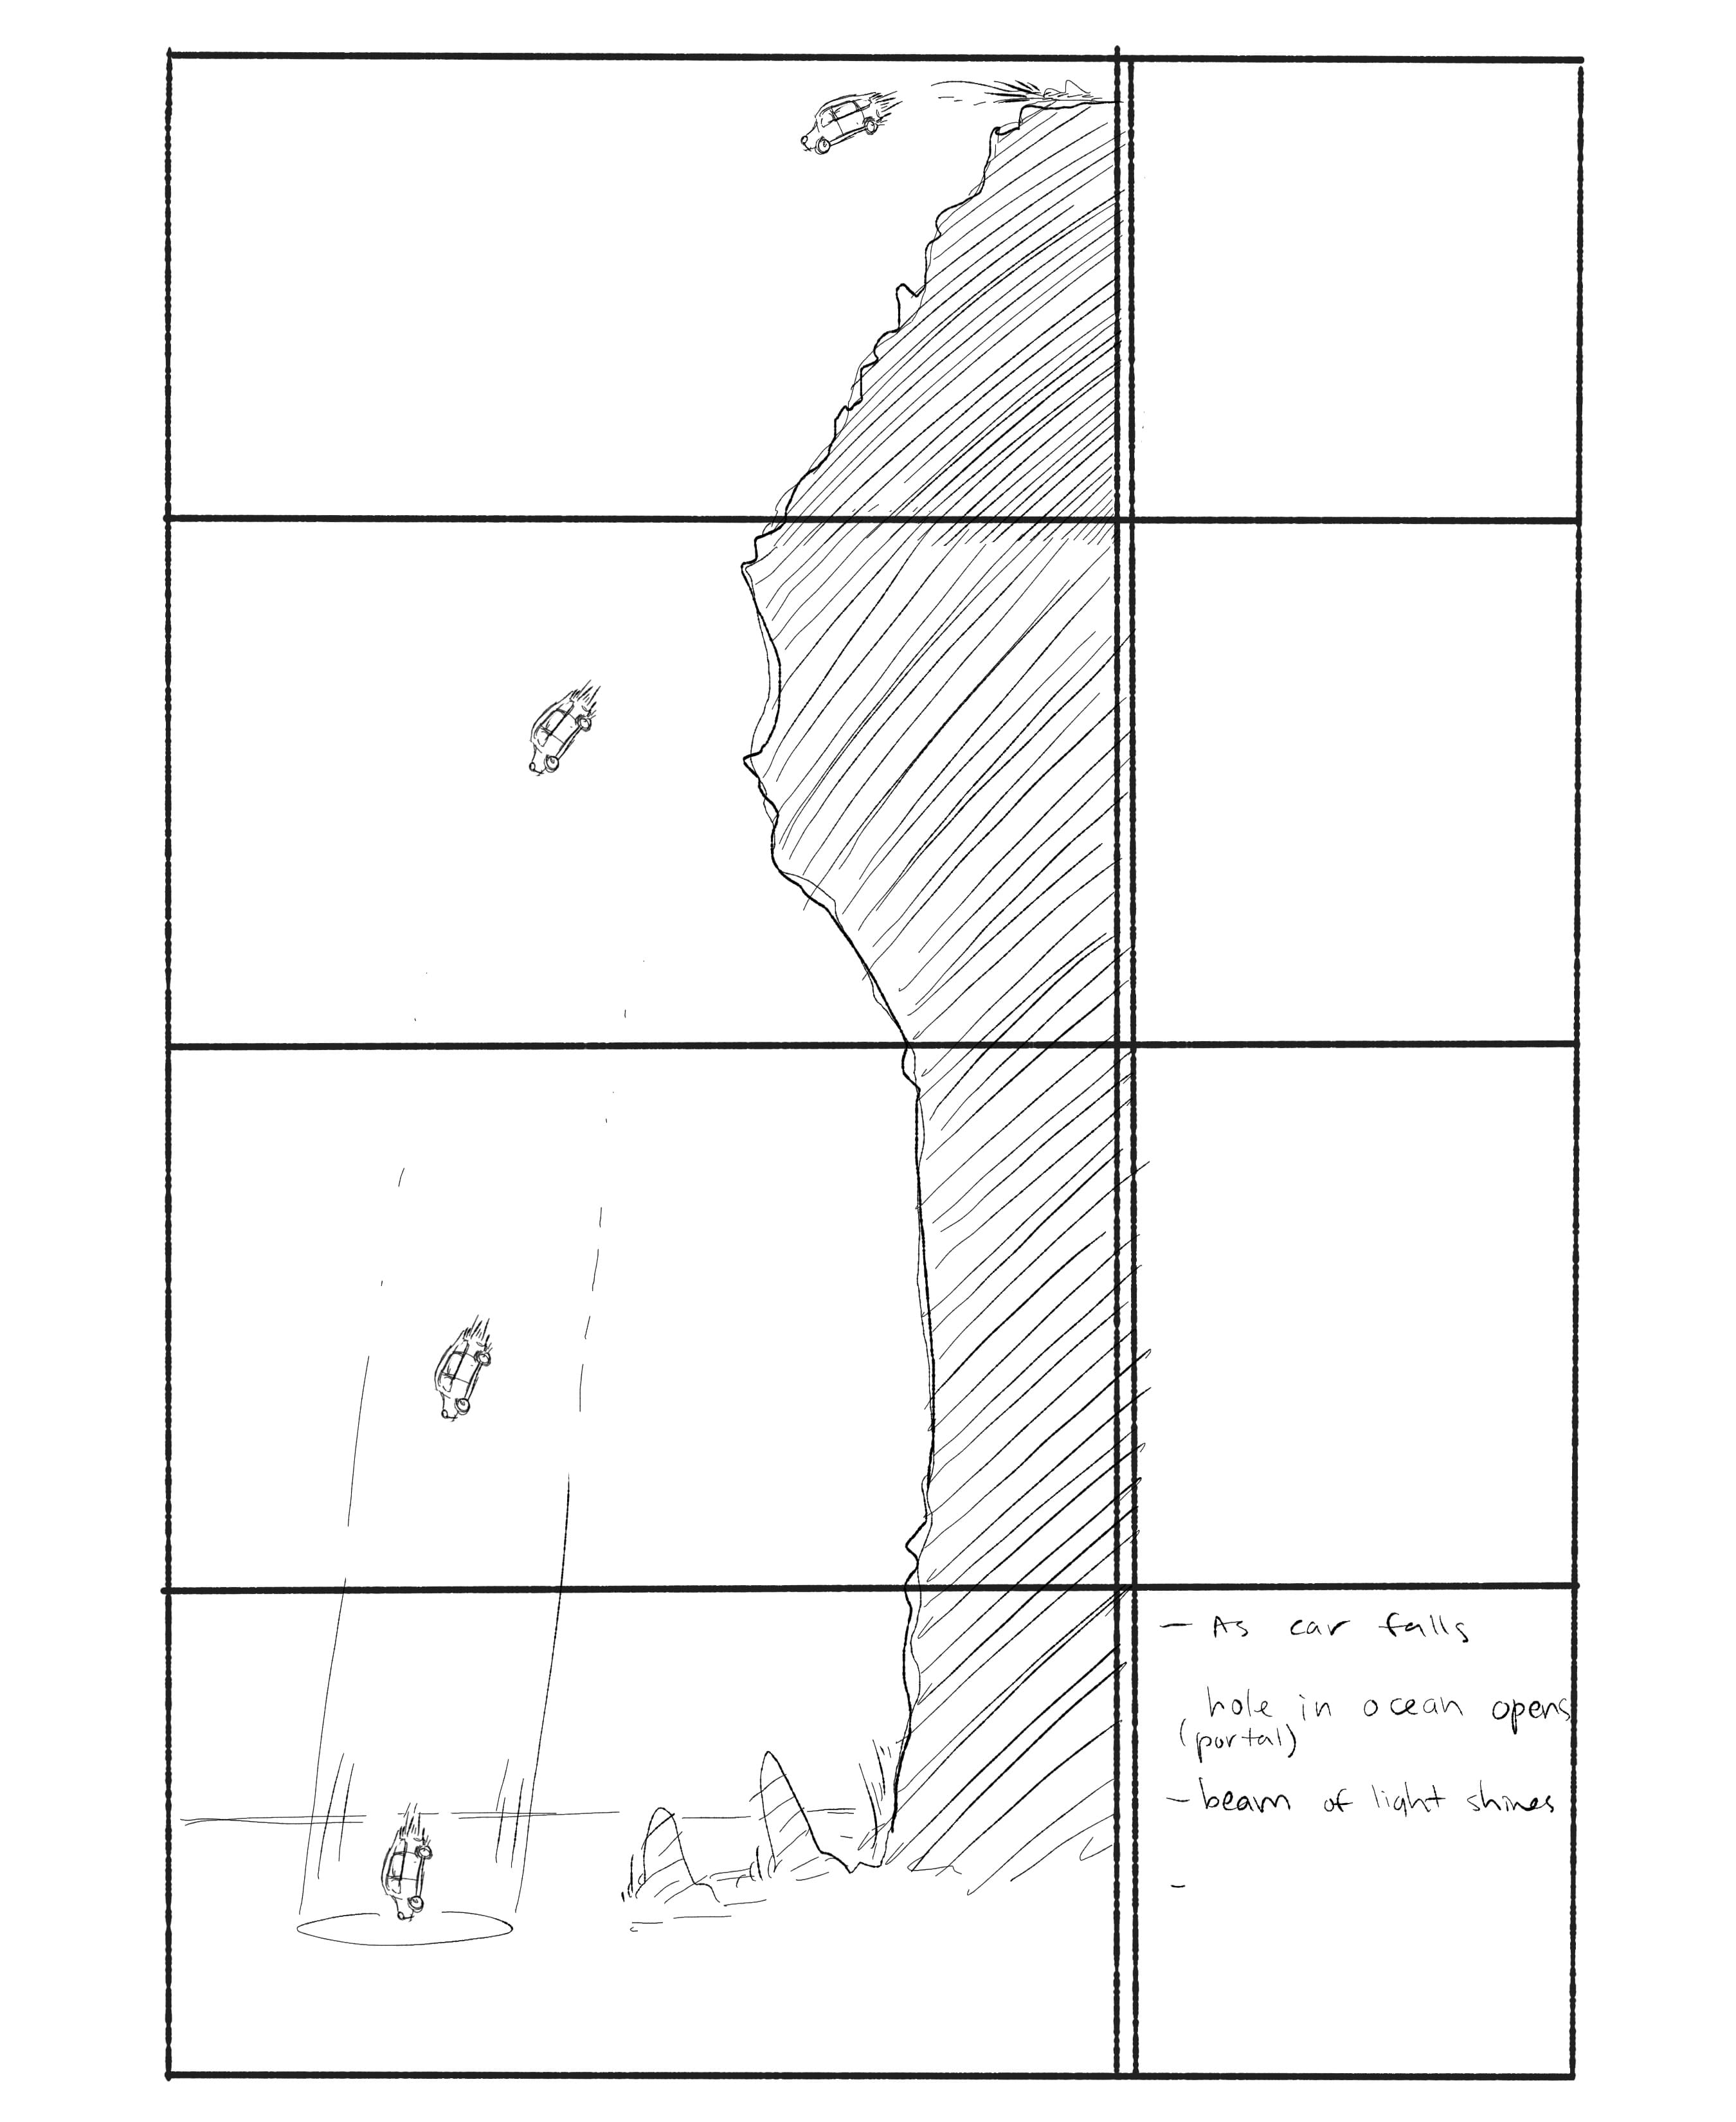 - As car falls
hole in ocean opens
(portal)
- beam of light shines
-